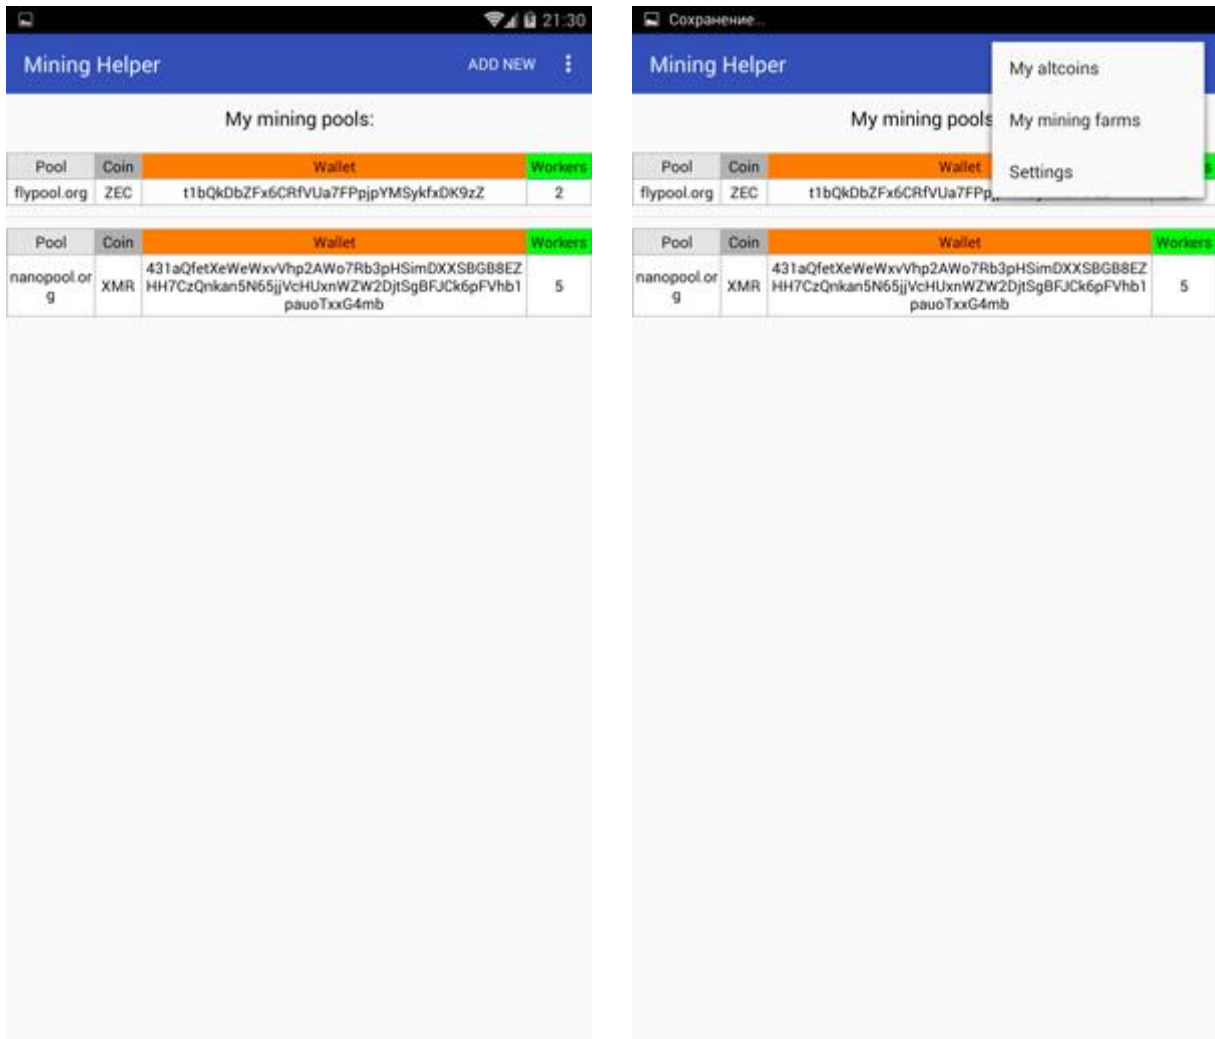 21:30
Mining Helper
ADD NEW
My mining pools:
Pool Coin Wallet Workers
flypool.org ZEC t1bQkDbZFx6CRfVUa7FPpjpYMSykfxDK9zZ 2
Pool Coin Wallet Workers
nanopool.or
g
XMR
431aQfetXeWeWxvVhp2AWo7Rb3pHSimDXXSBGB8EZ
HH7CzQnkan5N65jjVcHUxnWZW2DjtSgBFJCk6pFVhb1
pauoTxxG4mb
5
Сохранение...
Mining Helper
My altcoins
My mining farms
Settings
My mining pools
Pool Coin Wallet
flypool.org ZEC t1bQkDbZFx6CRfVUa7FPp
Pool Coin Wallet Workers
nanopool.or
g
XMR
431aQfetXeWeWxvVhp2AWo7Rb3pHSimDXXSBGB8EZ
HH7CzQnkan5N65jjVcHUxnWZW2DjtSgBFJCk6pFVhb1
pauoTxxG4mb
5